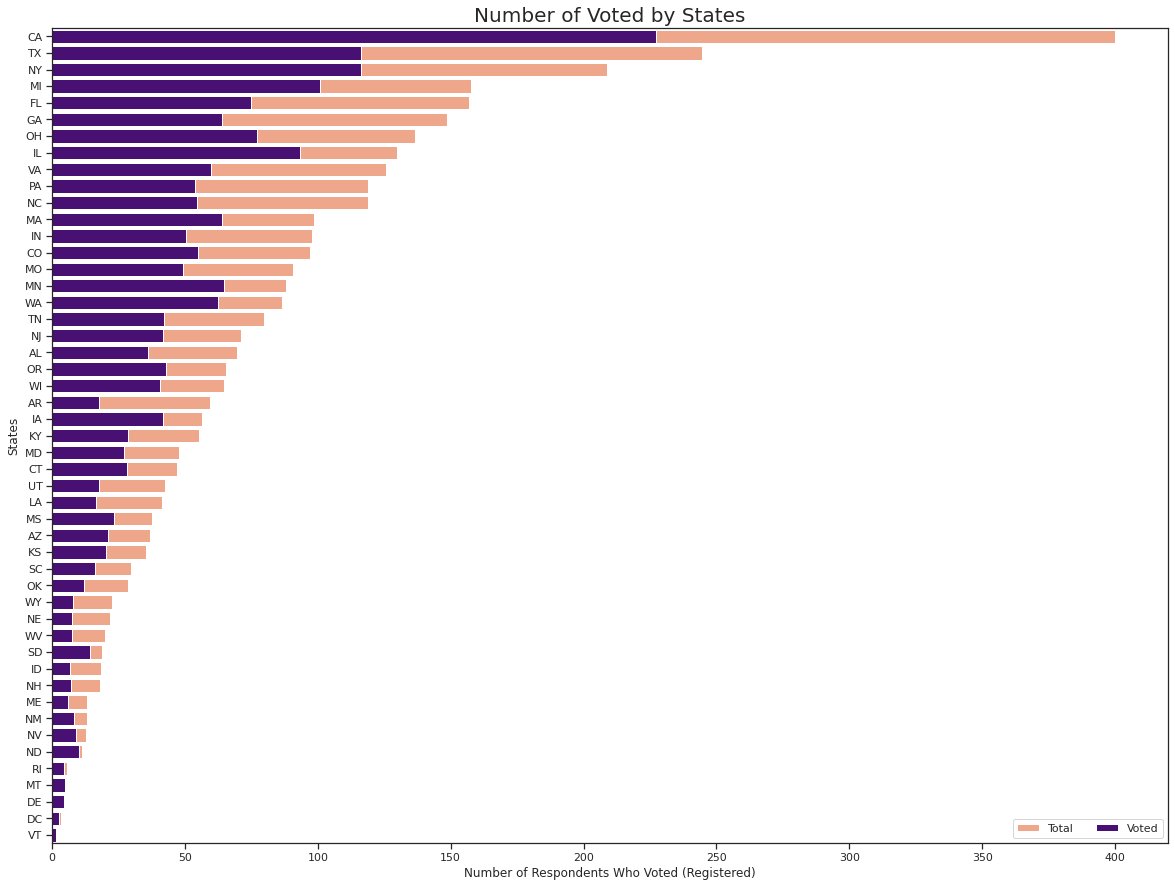 Number of Voted by States
CA
TX
NY
MI
FL
GA
OH
IL
VA
PA
NC
MA
IN
CO
MO
MN
WA
TN
NJ
AL
OR
WI
AR
IA
KY
MD
CT
UT
LA
MS
AZ
KS
SC
OK
WY
NE
WV
SD
ID
NH
ME
NM
NV
ND
RI
MT
DE
DC
VT
States
Total Voted
0 50 100 150 200 250 300 350 400
Number of Respondents Who Voted (Registered)